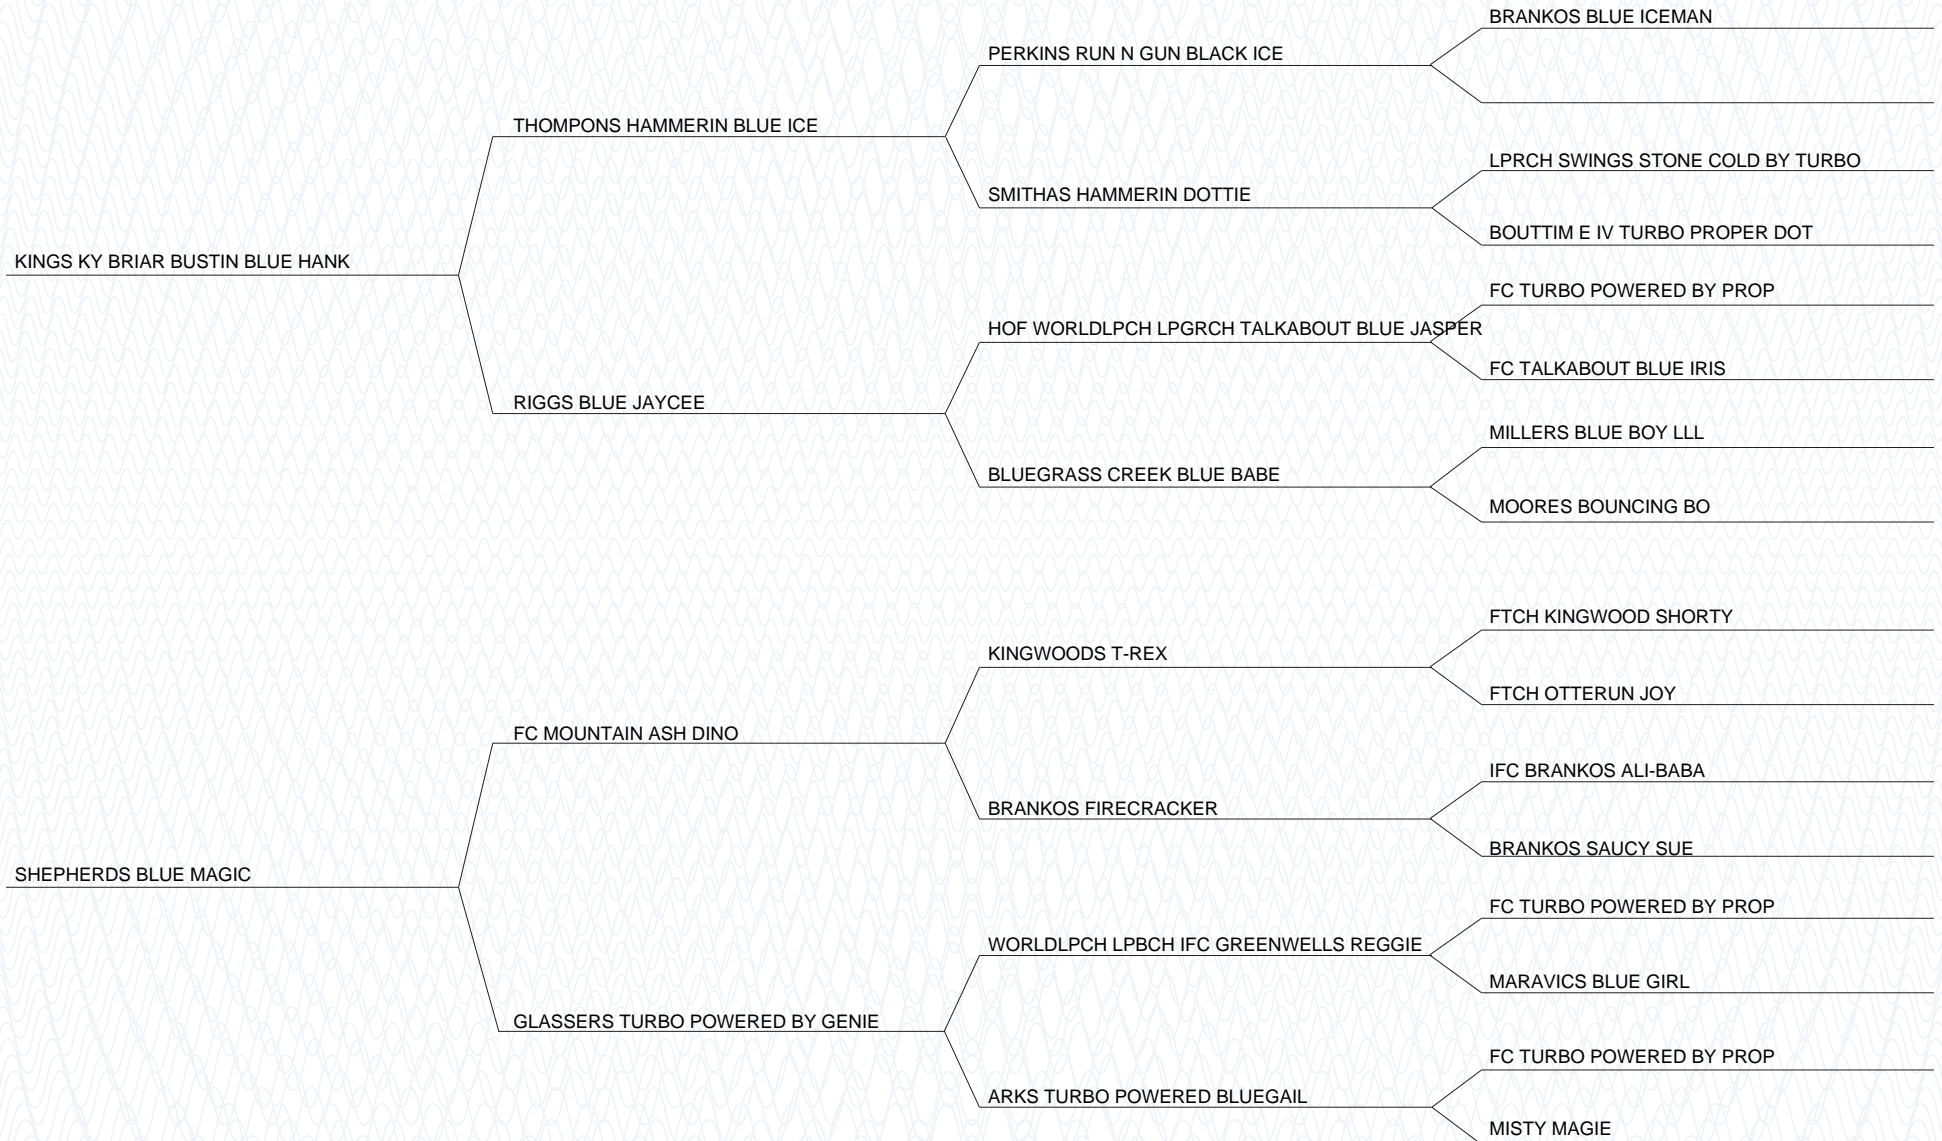 BRANKOS BLUE ICEMAN
PERKINS RUN N GUN BLACK ICE
THOMPONS HAMMERIN BLUE ICE
LPRCH SWINGS STONE COLD BY TURBO
SMITHAS HAMMERIN DOTTIE
BOUTTIM E IV TURBO PROPER DOT
KINGS KY BRIAR BUSTIN BLUE HANK
FC TURBO POWERED BY PROP
HOF WORLDLPCH LPGRCH TALKABOUT BLUE JASPER
FC TALKABOUT BLUE IRIS
RIGGS BLUE JAYCEE
MILLERS BLUE BOY LLL
BLUEGRASS CREEK BLUE BABE
MOORES BOUNCING BO
FTCH KINGWOOD SHORTY
KINGWOODS T-REX
FTCH OTTERUN JOY
FC MOUNTAIN ASH DINO
IFC BRANKOS ALI-BABA
BRANKOS FIRECRACKER
BRANKOS SAUCY SUE
SHEPHERDS BLUE MAGIC
FC TURBO POWERED BY PROP
WORLDLPCH LPBCH IFC GREENWELLS REGGIE
MARAVICS BLUE GIRL
GLASSERS TURBO POWERED BY GENIE
FC TURBO POWERED BY PROP
ARKS TURBO POWERED BLUEGAIL
MISTY MAGIE